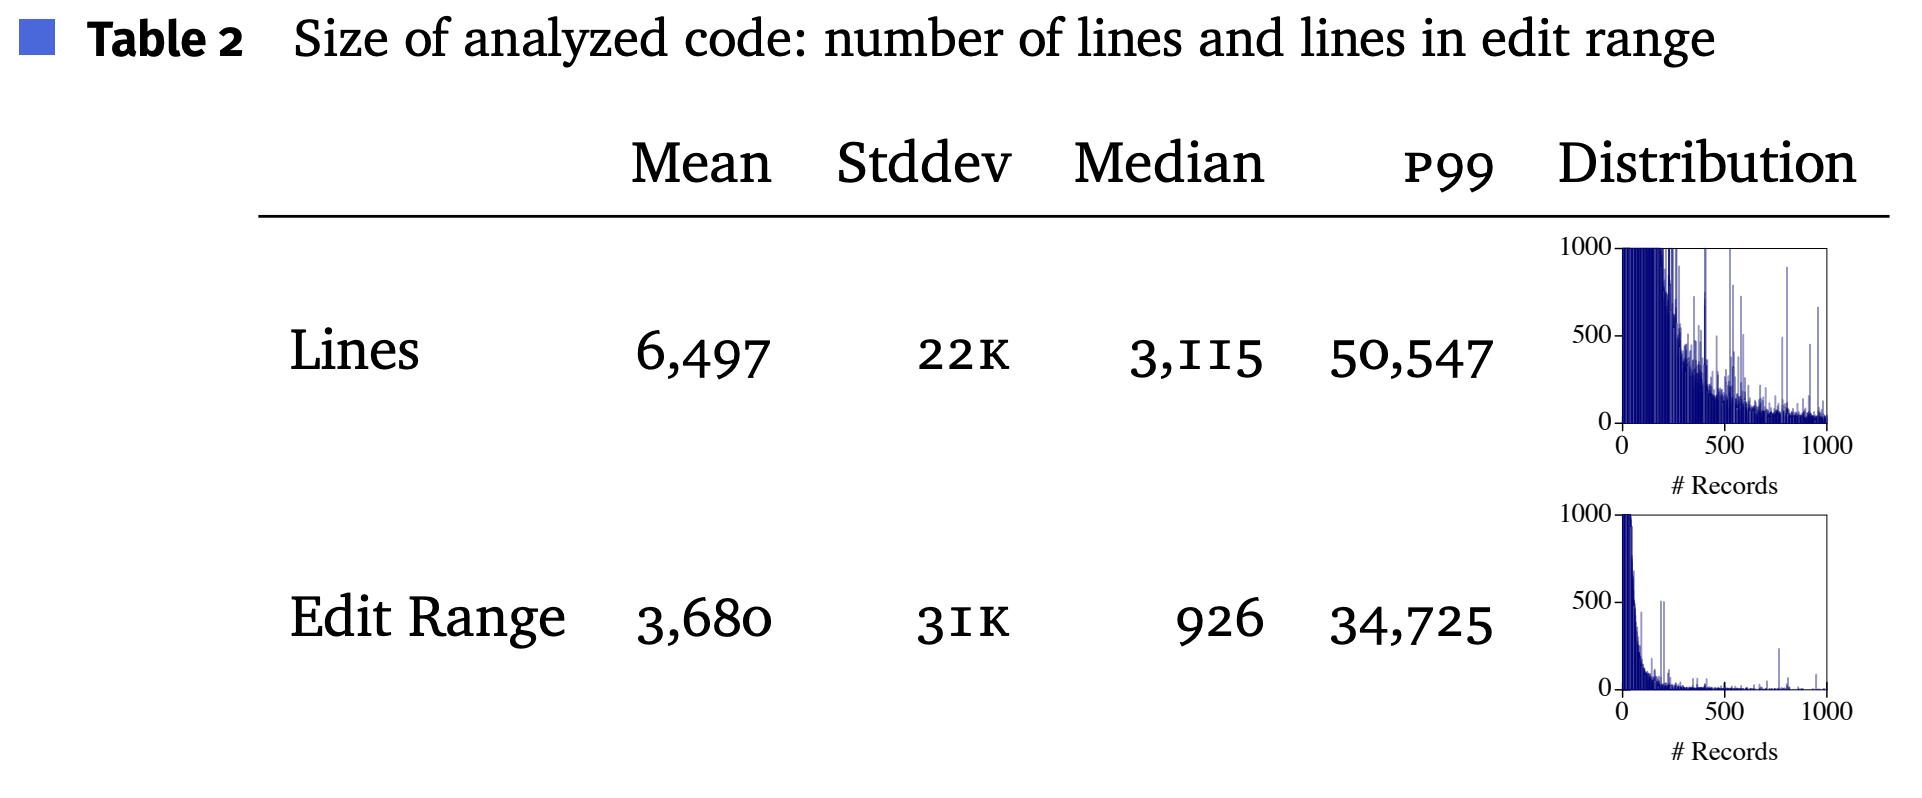 Table 2 Size of analyzed code: number of lines and lines in edit range
Mean Stddev Median P99 Distribution
1000
500
0
0 500 1000
# Records
Lines 6,497 22K 3,115 50,547
1000
500
0
0 500 1000
# Records
Edit Range 3,680 31K 926 34,725